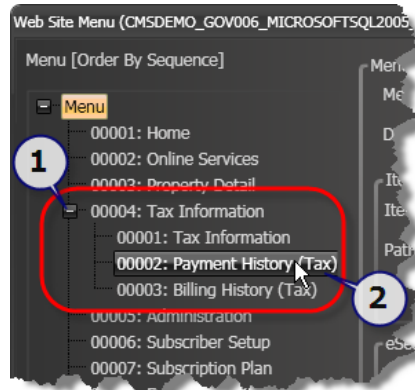 Web Site Menu (CMSDEMO_GOV006_MICROSOFTSQL2005_
Menu [Order By Sequence]
Men
Menu
Me
00001: Home
D
00002: Online Services
1
00003: Property Detail
Ite
00004: Tax Information
Ite
00001: Tax Information
Path
00002: Payment History (Tax)
00003: Billing History (Tax)
2
00005: Administration
00006: Subscriber Setup
eSe
00007: Subscription Plan